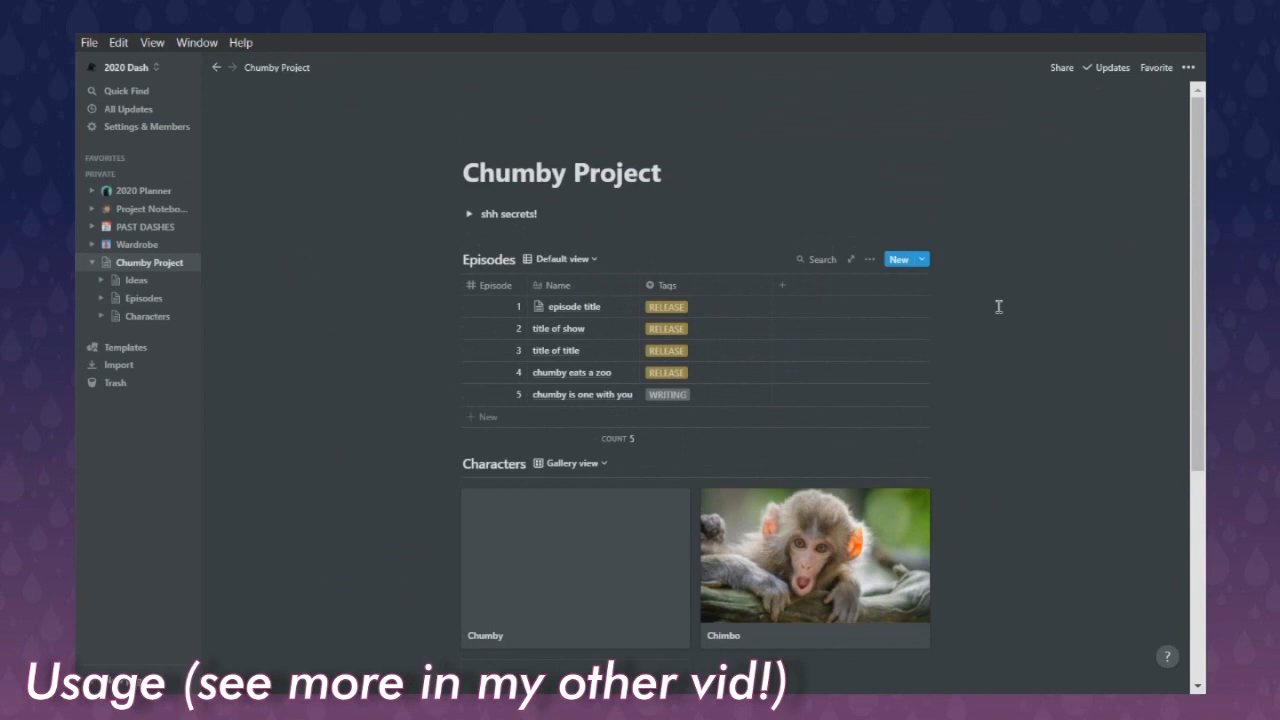 File Edit View Window Help
2020 Dash
Chumby Project
Share Updates Favorite
Quick Find
All Updates
Settings & Members
FAVORITES
PRIVATE
2020 Planner
Project Notebo...
PAST DASHES
Wardrobe
Chumby Project
Ideas
Episodes
Characters
Templates
Import
Trash
Chumby Project
shh secrets!
Episodes Default view Search New
Episode Name Tags
1 episode title RELEASE
2 title of show RELEASE
3 title of title RELEASE
4 chumby eats a zoo RELEASE
5 chumby is one with you WRITING
+ New
COUNT 5
Characters Gallery view
Chumby Chimbo
?
Usage (see more in my other vid!)